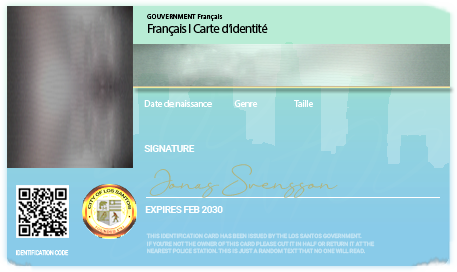 GOUVERNMENT Français
Français I Carte d'identité
Date de naissance Genre Taille
SIGNATURE
Jones Svensson
EXPIRES FEB 2030
CITY OF LOS SANTOS
IDENTIFCATION CODE
THIS IDENTIFCATION CARD HAS BEEN ISSUED BY THE LOS SANTOS GOVERNMENT.
IF YOU'RE NOT THE OWNER OF THIS CARD PLEASE CUT IT IN HALF OR RETURN IT AT THE
NEAREST POLICE STATION. THIS IS JUST A RANDOM TEXT THAT NO ONE WILL READ.